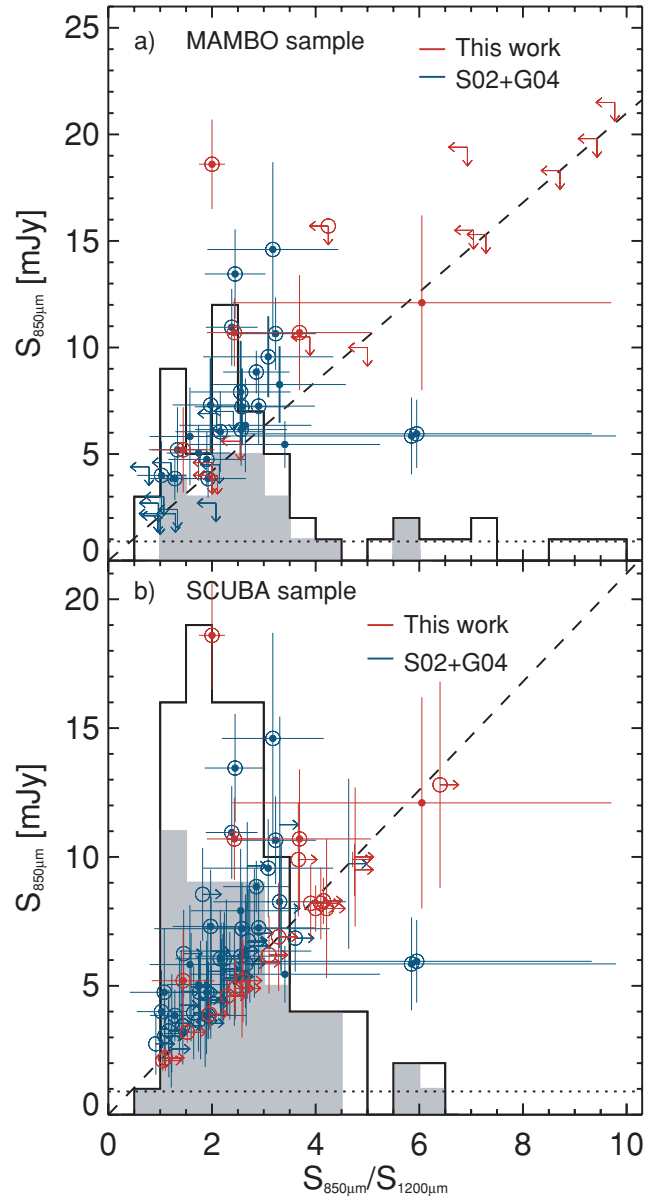 25
a) MAMBO sample
This work
S02+G04
20
15
S850μm [mJy]
10
5
0
b) SCUBA sample
This work
S02+G04
20
15
S850μm [mJy]
10
5
0
0 2 4 6 8 10
S850μm/S1200μm